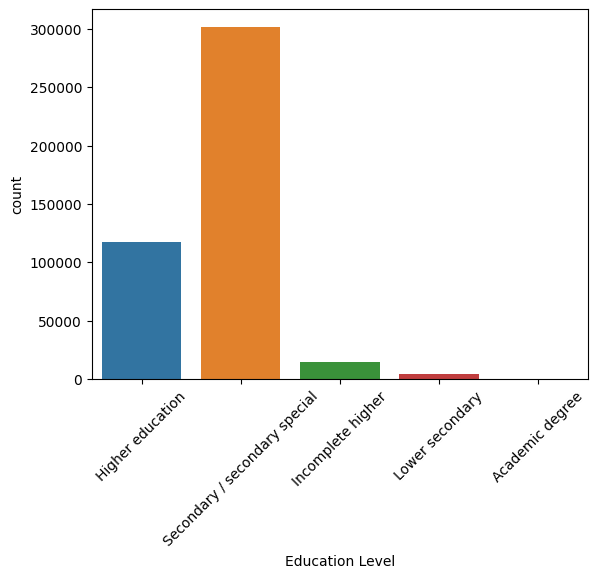 300000
250000
200000
150000
100000
50000
0
count
Higher education
Secondary / secondary special
Incomplete higher
Lower secondary
Academic degree
Education Level